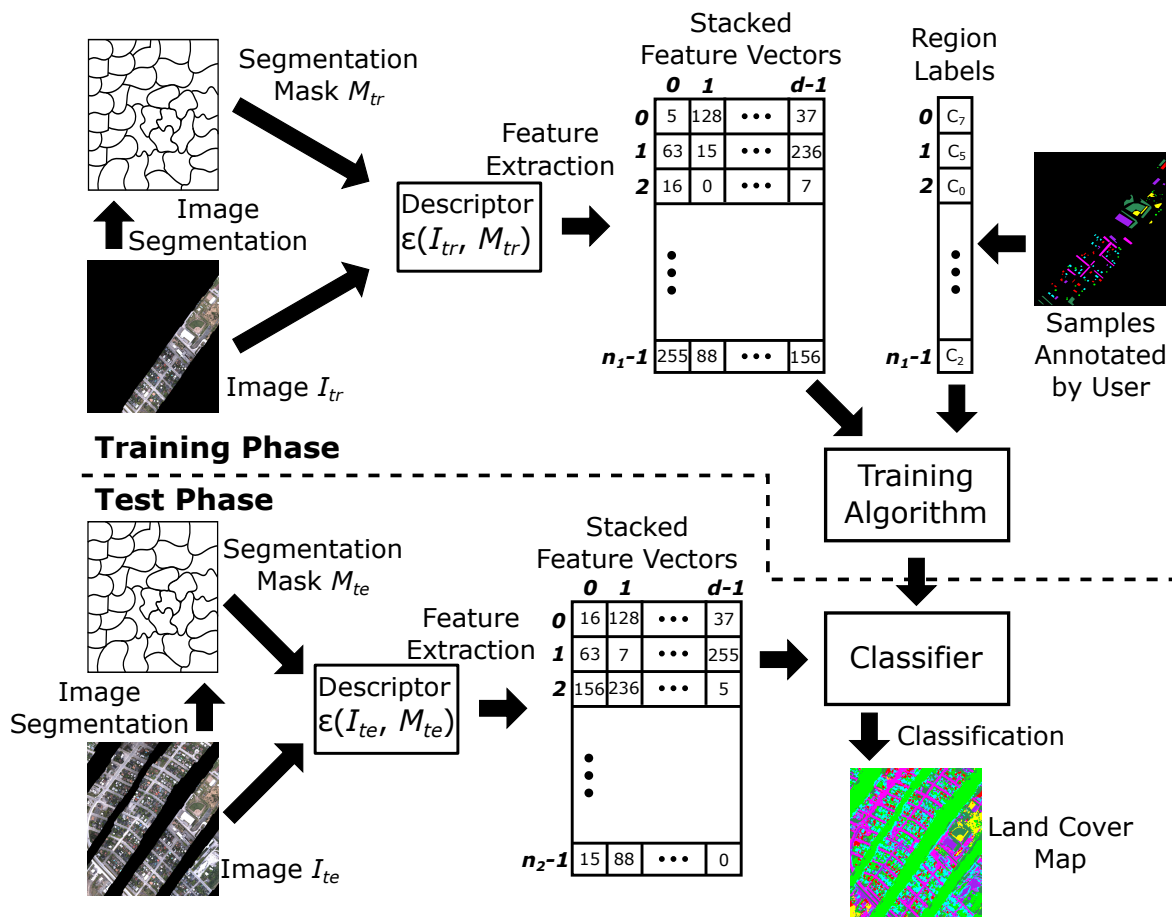 Segmentation
Mask M_tr
Image
Segmentation
Image I_tr
Feature
Extraction
Descriptor
ε(I_tr, M_tr)
Stacked
Feature Vectors
0 1 d-1
0 5 128 ••• 37
1 63 15 ••• 236
2 16 0 ••• 7
n₁-1 255 88 ••• 156
Region
Labels
0 C₇
1 C₅
2 C₀
n₁-1 C₂
Samples
Annotated
by User
Training Phase
Training
Algorithm
Test Phase
Segmentation
Mask M_te
Image
Segmentation
Image I_te
Feature
Extraction
Descriptor
ε(I_te, M_te)
Stacked
Feature Vectors
0 1 d-1
0 16 128 ••• 37
1 63 7 ••• 255
2 156 236 ••• 5
n₂-1 15 88 ••• 0
Classifier
Classification
Land Cover
Map